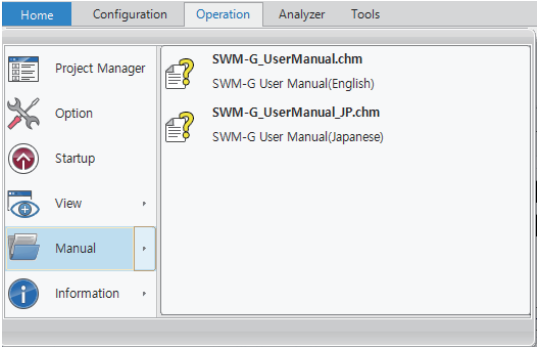 Home Configuration Operation Analyzer Tools
Project Manager
Option
Startup
View
Manual
Information
SWM-G_UserManual.chm
SWM-G User Manual(English)
SWM-G_UserManual_JP.chm
SWM-G User Manual(Japanese)